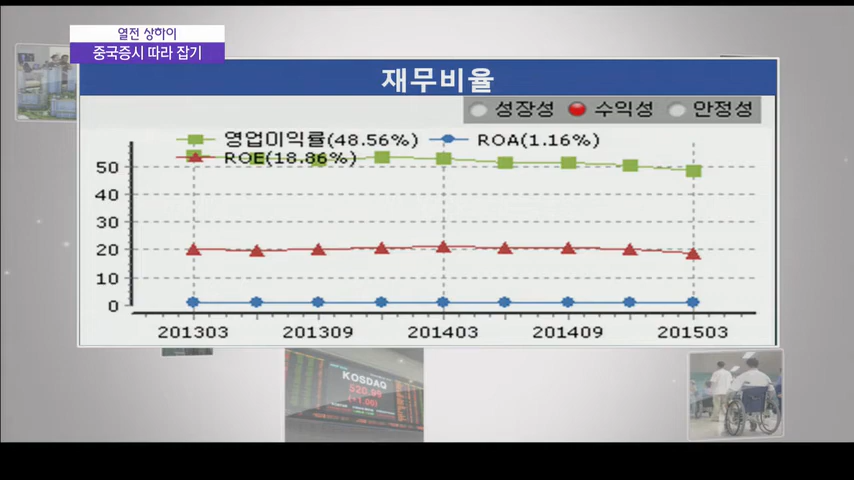 열전 상하이
중국증시 따라 잡기
재무비율
성장성 수익성 안정성
영업이익률(48.56%) ROA(1.16%)
ROE(18.86%)
50
40
30
20
10
0
201303 201309 201403 201409 201503
KOSDAQ